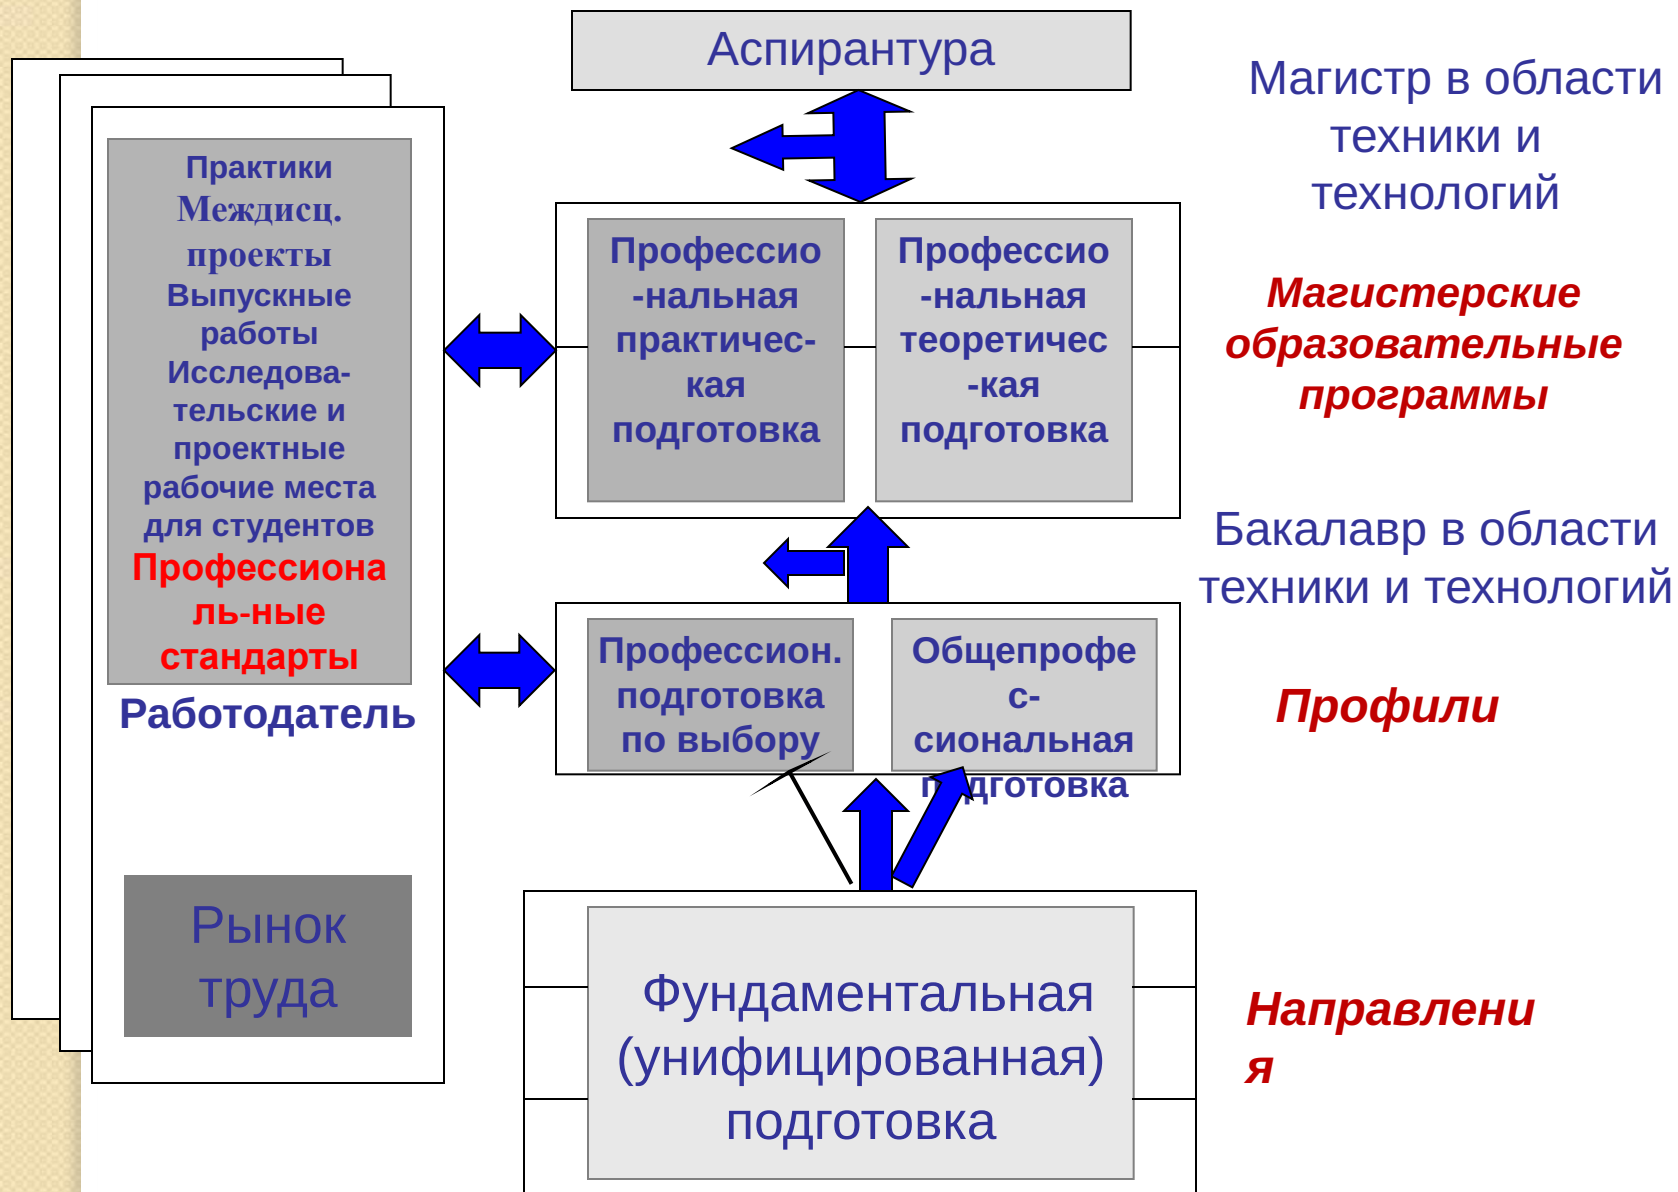 Аспирантура
Магистр в области
техники и
технологий
Практики
Междисц.
проекты
Выпускные
работы
Исследова-
тельские и
проектные
рабочие места
для студентов
Профессиона
ль-ные
стандарты
Работодатель
Рынок
труда
Профессио
-нальная
практичес-
кая
подготовка
Профессио
-нальная
теоретичес
-кая
подготовка
Магистерские
образовательные
программы
Бакалавр в области
техники и технологий
Профессион.
подготовка
по выбору
Общепрофе
с-
сиональная
подготовка
Профили
Фундаментальная
(унифицированная)
подготовка
Направлени
я